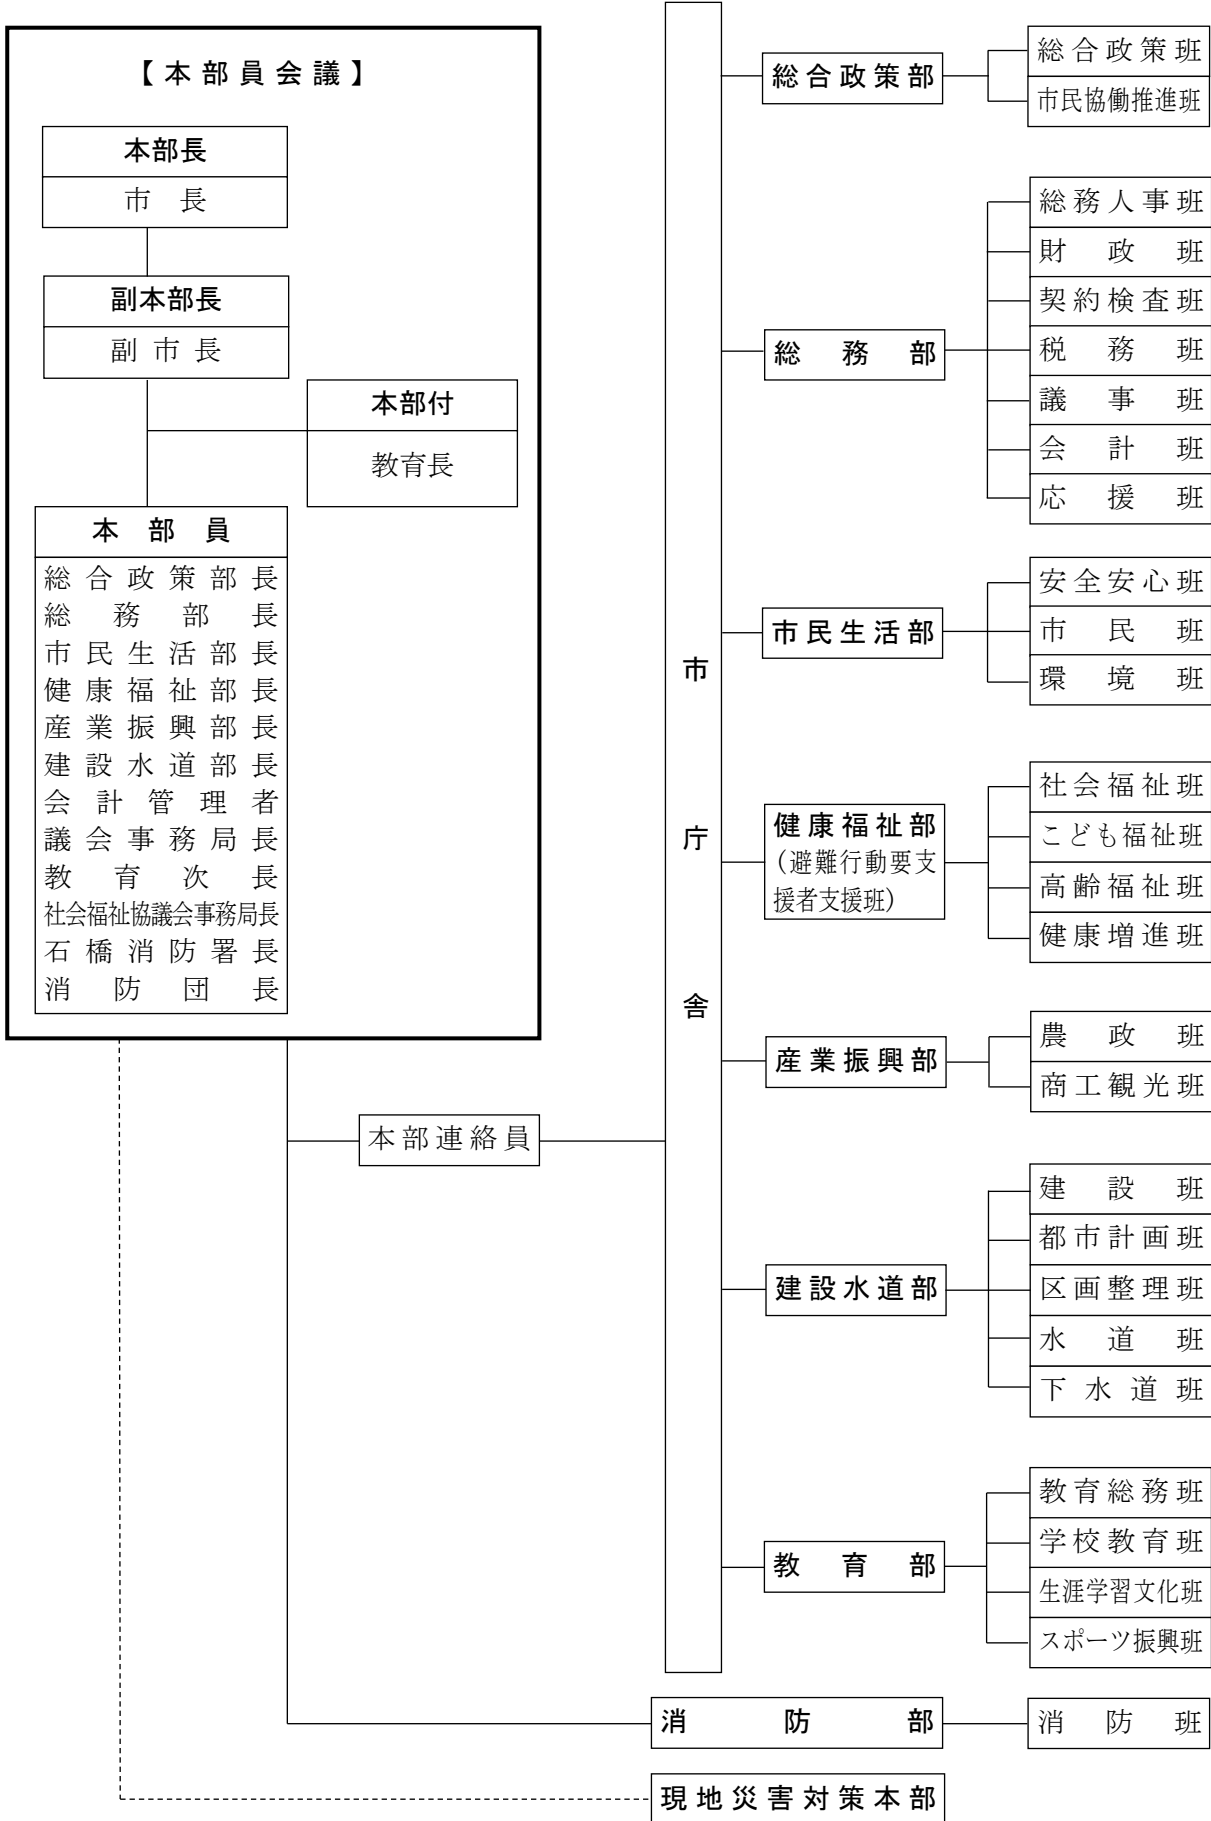 【本部員会議】
本部長
市長
副本部長
副市長
本部付
教育長
本部員
総合政策部長
総務部長
市民生活部長
健康福祉部長
産業振興部長
建設水道部長
会計管理者
議会事務局長
教育次長
社会福祉協議会事務局長
石橋消防署長
消防団長
本部連絡員
市庁舎
総合政策部
総合政策班
市民協働推進班
総務部
総務人事班
財政班
契約検査班
税務班
議事班
会計班
応援班
市民生活部
安全安心班
市民班
環境班
健康福祉部
（避難行動要支
援者支援班）
社会福祉班
こども福祉班
高齢福祉班
健康増進班
産業振興部
農政班
商工観光班
建設水道部
建設班
都市計画班
区画整理班
水道班
下水道班
教育部
教育総務班
学校教育班
生涯学習文化班
スポーツ振興班
消防部
消防班
現地災害対策本部